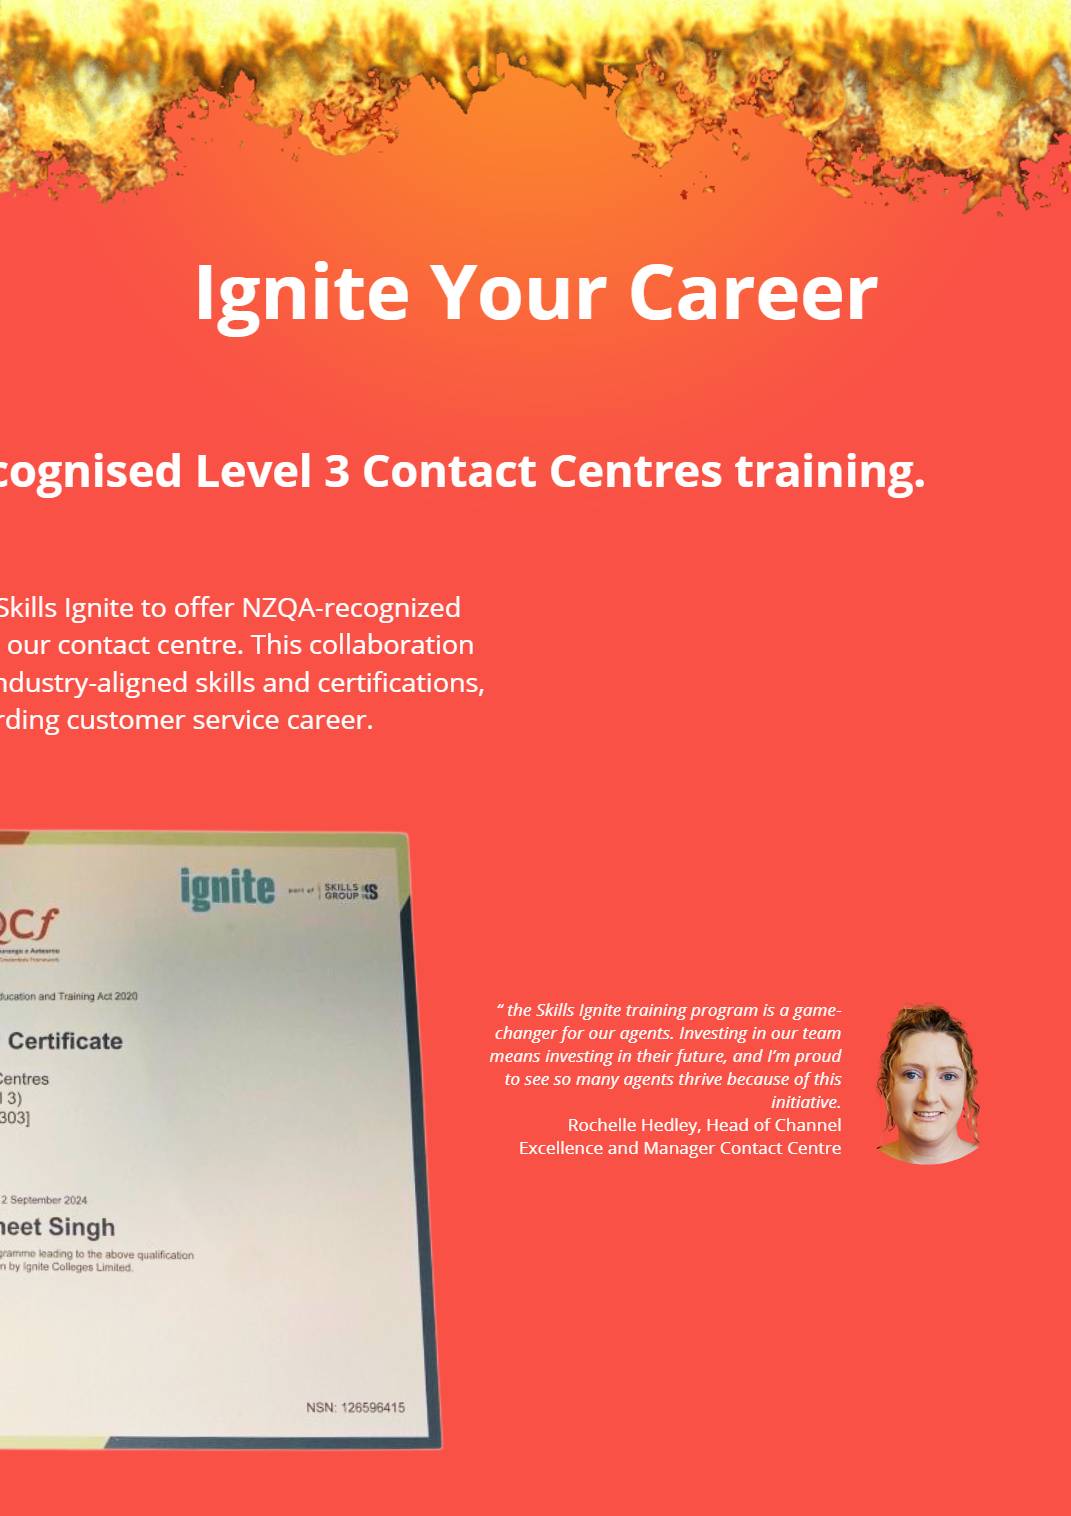 Ignite Your Career
cognised Level 3 Contact Centres training.
Skills Ignite to offer NZQA-recognized
our contact centre. This collaboration
ndustry-aligned skills and certifications,
rding customer service career.
ignite part of SKILLS GROUP
QCf
Credentials Framework
ducation and Training Act 2020
Certificate
Centres
l 3)
303]
2 September 2024
neet Singh
gramme leading to the above qualification
n by Ignite Colleges Limited.
NSN: 126596415
“ the Skills Ignite training program is a game-
changer for our agents. Investing in our team
means investing in their future, and I’m proud
to see so many agents thrive because of this
initiative.
Rochelle Hedley, Head of Channel
Excellence and Manager Contact Centre